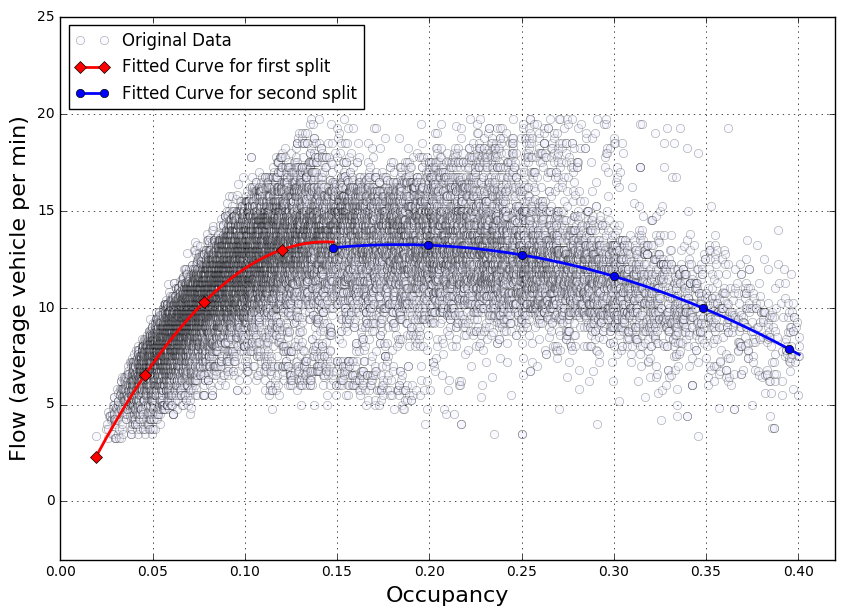 Original Data
Fitted Curve for first split
Fitted Curve for second split
25
20
15
10
5
0
Flow (average vehicle per min)
0.00 0.05 0.10 0.15 0.20 0.25 0.30 0.35 0.40
Occupancy